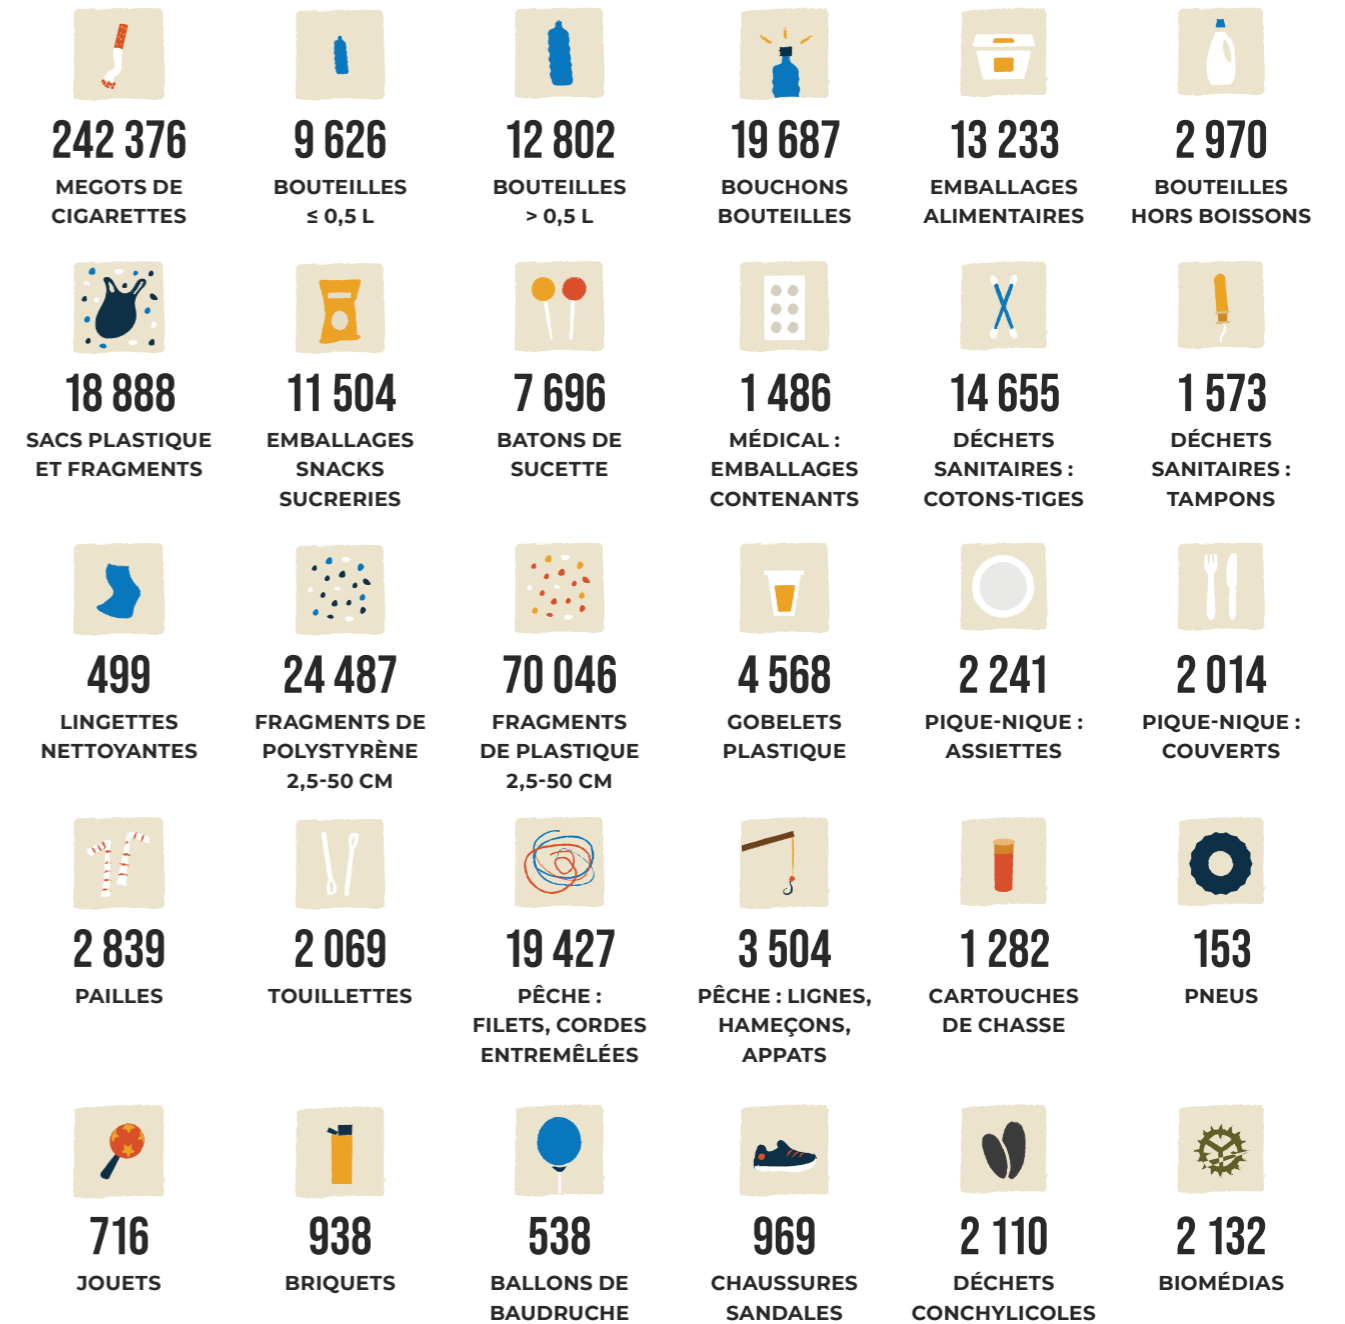 242 376
MEGOTS DE
CIGARETTES
9 626
BOUTEILLES
≤ 0,5 L
12 802
BOUTEILLES
> 0,5 L
19 687
BOUCHONS
BOUTEILLES
13 233
EMBALLAGES
ALIMENTAIRES
2 970
BOUTEILLES
HORS BOISSONS
18 888
SACS PLASTIQUE
ET FRAGMENTS
11 504
EMBALLAGES
SNACKS
SUCRERIES
7 696
BATONS DE
SUCETTE
1 486
MÉDICAL :
EMBALLAGES
CONTENANTS
14 655
DÉCHETS
SANITAIRES :
COTONS-TIGES
1 573
DÉCHETS
SANITAIRES :
TAMPONS
499
LINGETTES
NETTOYANTES
24 487
FRAGMENTS DE
POLYSTYRÈNE
2,5-50 CM
70 046
FRAGMENTS
DE PLASTIQUE
2,5-50 CM
4 568
GOBELETS
PLASTIQUE
2 241
PIQUE-NIQUE :
ASSIETTES
2 014
PIQUE-NIQUE :
COUVERTS
2 839
PAILLES
2 069
TOUILLETTES
19 427
PÊCHE :
FILETS, CORDES
ENTREMÊLÉES
3 504
PÊCHE : LIGNES,
HAMEÇONS,
APPATS
1 282
CARTOUCHES
DE CHASSE
153
PNEUS
716
JOUETS
938
BRIQUETS
538
BALLONS DE
BAUDRUCHE
969
CHAUSSURES
SANDALES
2 110
DÉCHETS
CONCHYLICOLES
2 132
BIOMÉDIAS